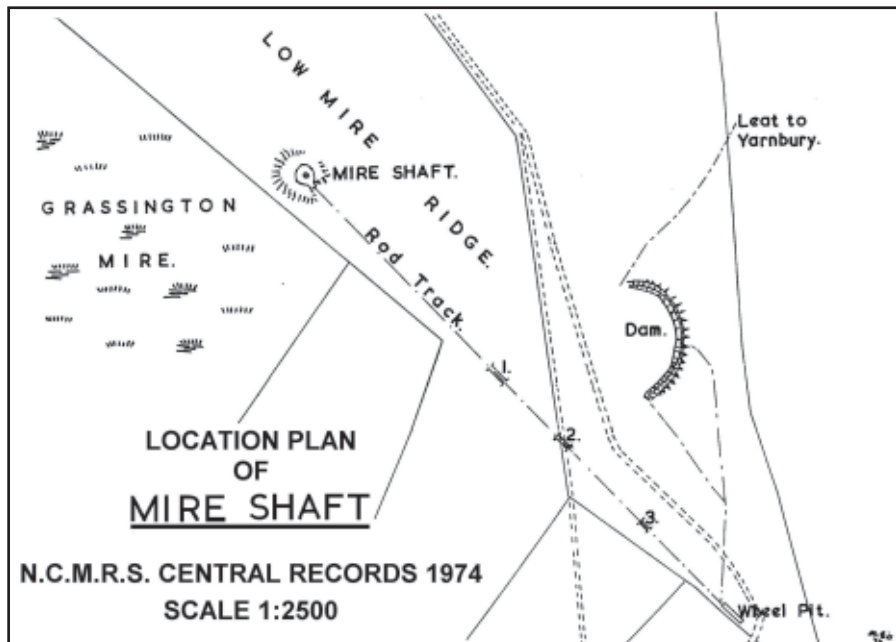 LOW MIRE
RIDGE.
Leat to
Yarnbury.
MIRE SHAFT.
GRASSINGTON
MIRE.
Rod Track.
Dam.
1.
2.
3.
Wheel Pit.
LOCATION PLAN
OF
MIRE SHAFT
N.C.M.R.S. CENTRAL RECORDS 1974
SCALE 1:2500